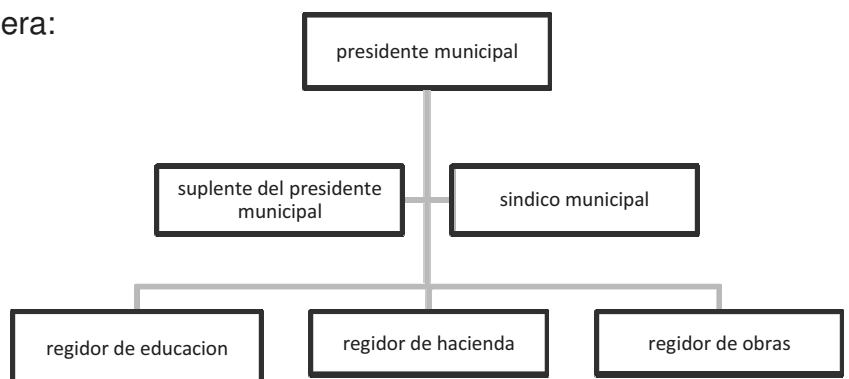 era:
presidente municipal
suplente del presidente
municipal
sindico municipal
regidor de educacion
regidor de hacienda
regidor de obras